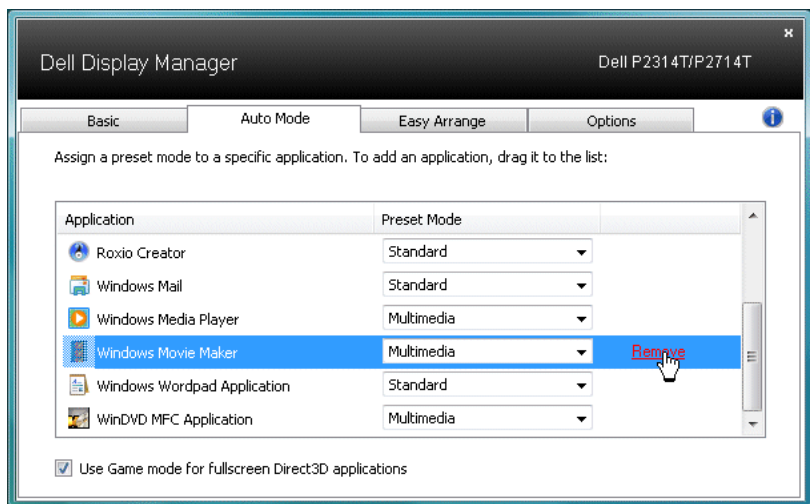 x
Dell Display Manager Dell P2314T/P2714T
Basic Auto Mode Easy Arrange Options i
Assign a preset mode to a specific application. To add an application, drag it to the list:
Application Preset Mode
Roxio Creator Standard
Windows Mail Standard
Windows Media Player Multimedia
Windows Movie Maker Multimedia Remove
Windows Wordpad Application Standard
WinDVD MFC Application Multimedia
Use Game mode for fullscreen Direct3D applications